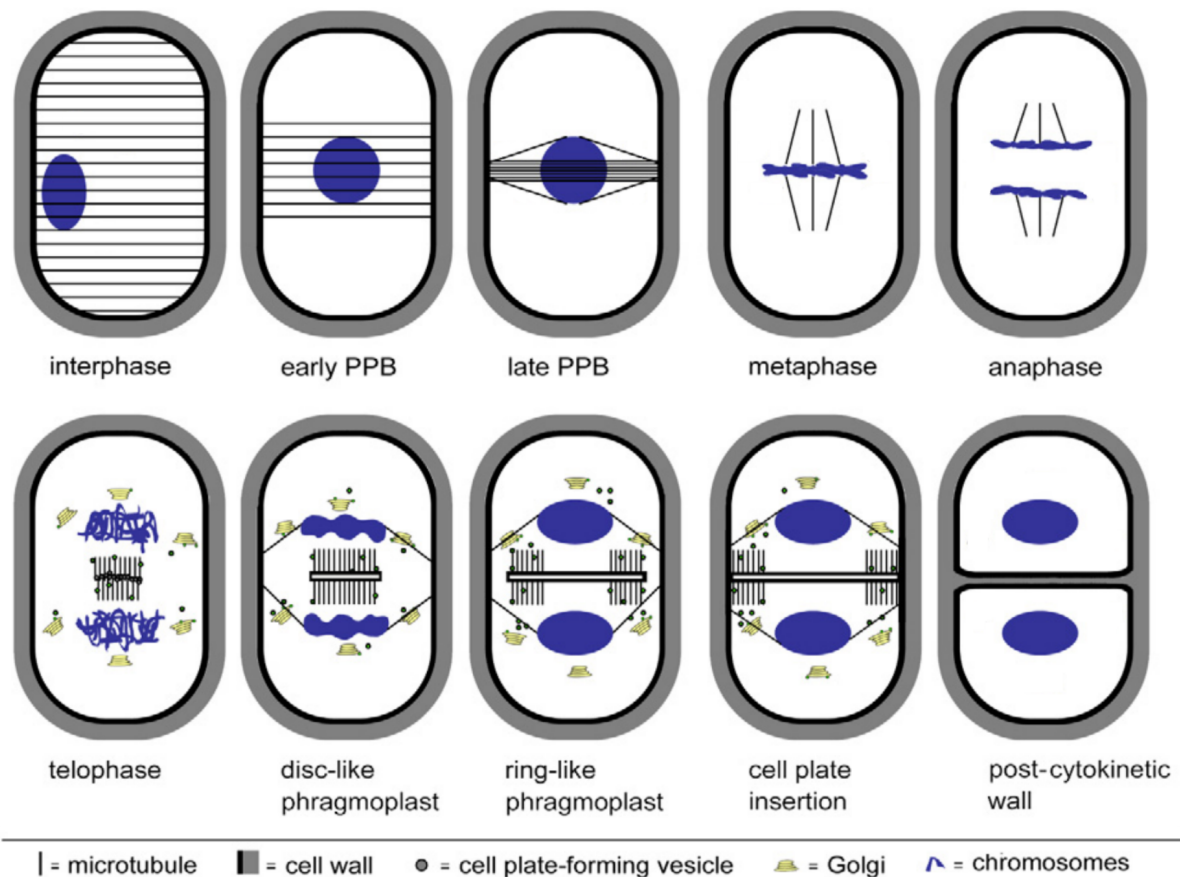 interphase
early PPB
late PPB
metaphase
anaphase
telophase
disc-like
phragmoplast
ring-like
phragmoplast
cell plate
insertion
post-cytokinetic
wall
= microtubule
= cell wall
= cell plate-forming vesicle
= Golgi
= chromosomes